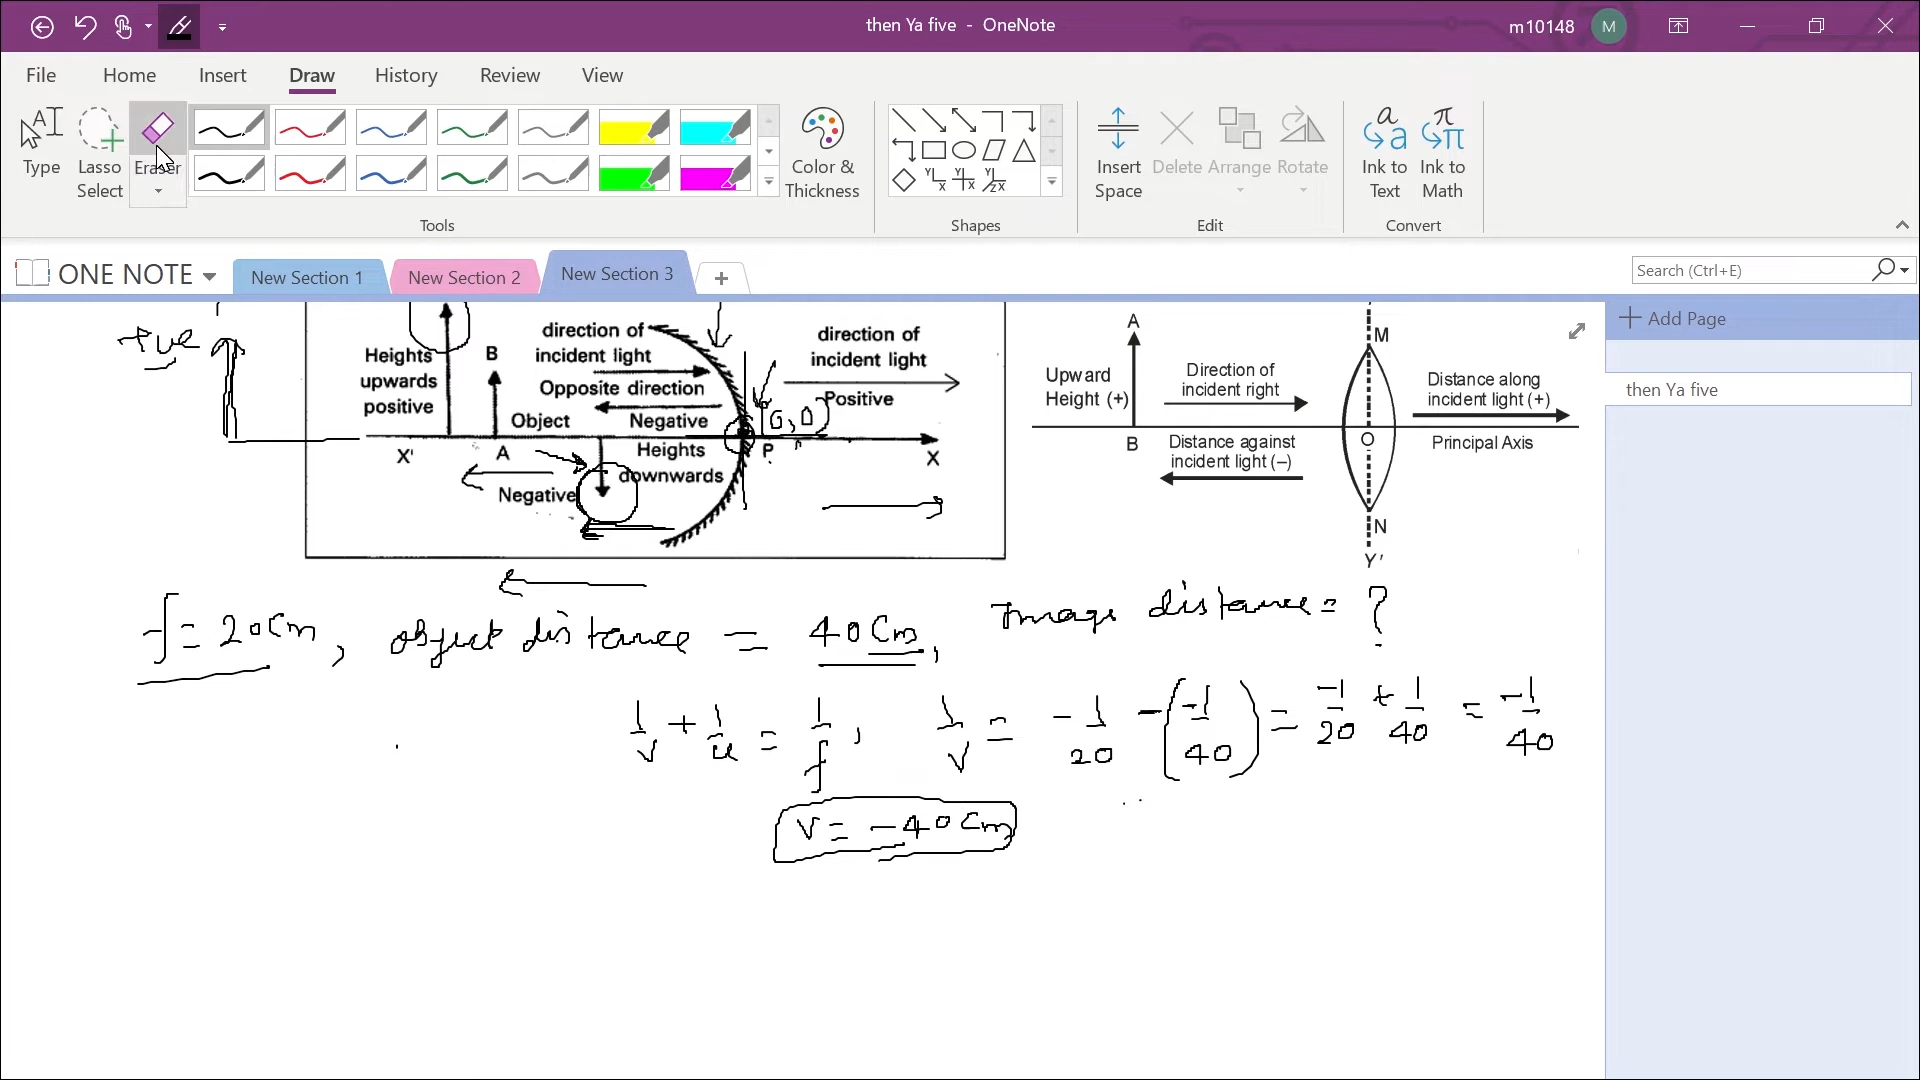 then Ya five - OneNote
m10148 M
File Home Insert Draw History Review View
Type
Lasso Select
Eraser
Color & Thickness
Insert Space
Delete Arrange Rotate
Ink to Text
Ink to Math
Tools Shapes Edit Convert
ONE NOTE New Section 1 New Section 2 New Section 3 +
Search (Ctrl+E)
Add Page
then Ya five
+ve
Heights upwards positive
B
direction of incident light
Opposite direction
Object
Negative
direction of incident light
Positive
X' A Heights downwards P X
Negative
A
Upward Height (+)
Direction of incident right
M
Distance along incident light (+)
O
B
Distance against incident light (–)
Principal Axis
N
Y'
f = 20cm, object distance = 40cm, Image distance = ?
1/v + 1/u = 1/f, 1/v = -1/20 - (-1/40) = -1/20 + 1/40 = -1/40
v = -40cm